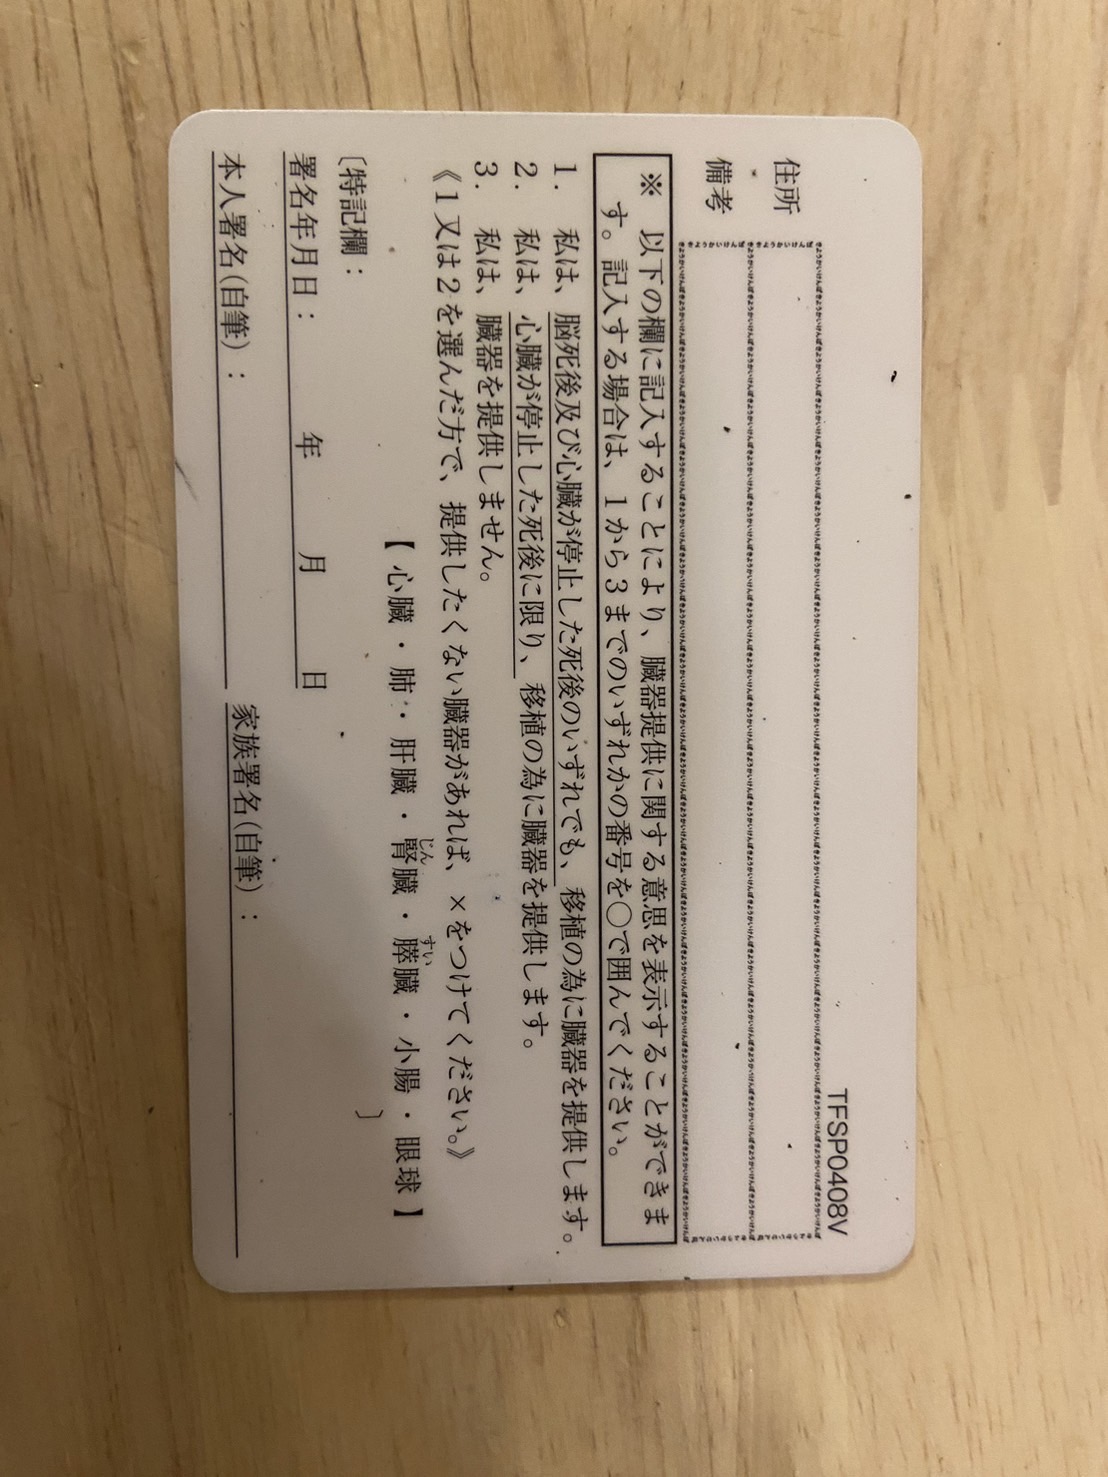 TFSP0408V
住所
備考
※ 以下の欄に記入することにより、臓器提供に関する意思を表示することができま
す。記入する場合は、1から3までのいずれかの番号を○で囲んでください。
1. 私は、脳死後及び心臓が停止した死後のいずれでも、移植の為に臓器を提供します。
2. 私は、心臓が停止した死後に限り、移植の為に臓器を提供します。
3. 私は、臓器を提供しません。
《1又は2を選んだ方で、提供したくない臓器があれば、×をつけてください。》
【 心臓・肺・肝臓・腎臓・膵臓・小腸・眼球 】
じん すい
〔特記欄: 〕
署名年月日: 年 月 日
本人署名(自筆): 家族署名(自筆):